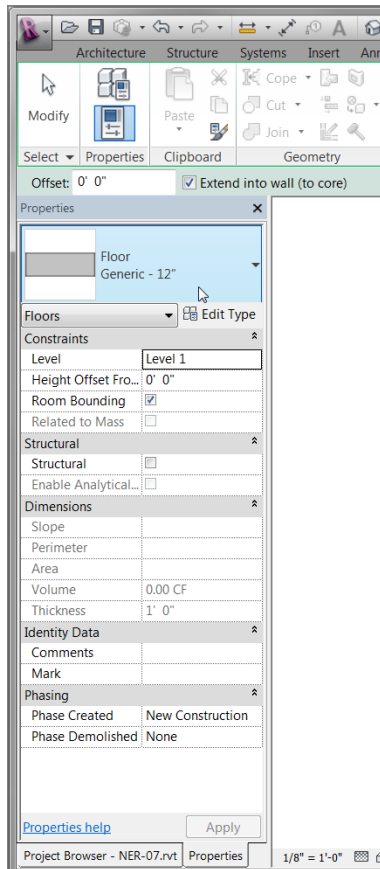 Architecture Structure Systems Insert Ann
Modify Paste Cope
Cut
Join
Select Properties Clipboard Geometry
Offset: 0' 0" Extend into wall (to core)
Properties
Floor
Generic - 12"
Floors Edit Type
Constraints
Level Level 1
Height Offset Fro... 0' 0"
Room Bounding
Related to Mass
Structural
Structural
Enable Analytical...
Dimensions
Slope
Perimeter
Area
Volume 0.00 CF
Thickness 1' 0"
Identity Data
Comments
Mark
Phasing
Phase Created New Construction
Phase Demolished None
Properties help Apply
Project Browser - NER-07.rvt Properties 1/8" = 1'-0"